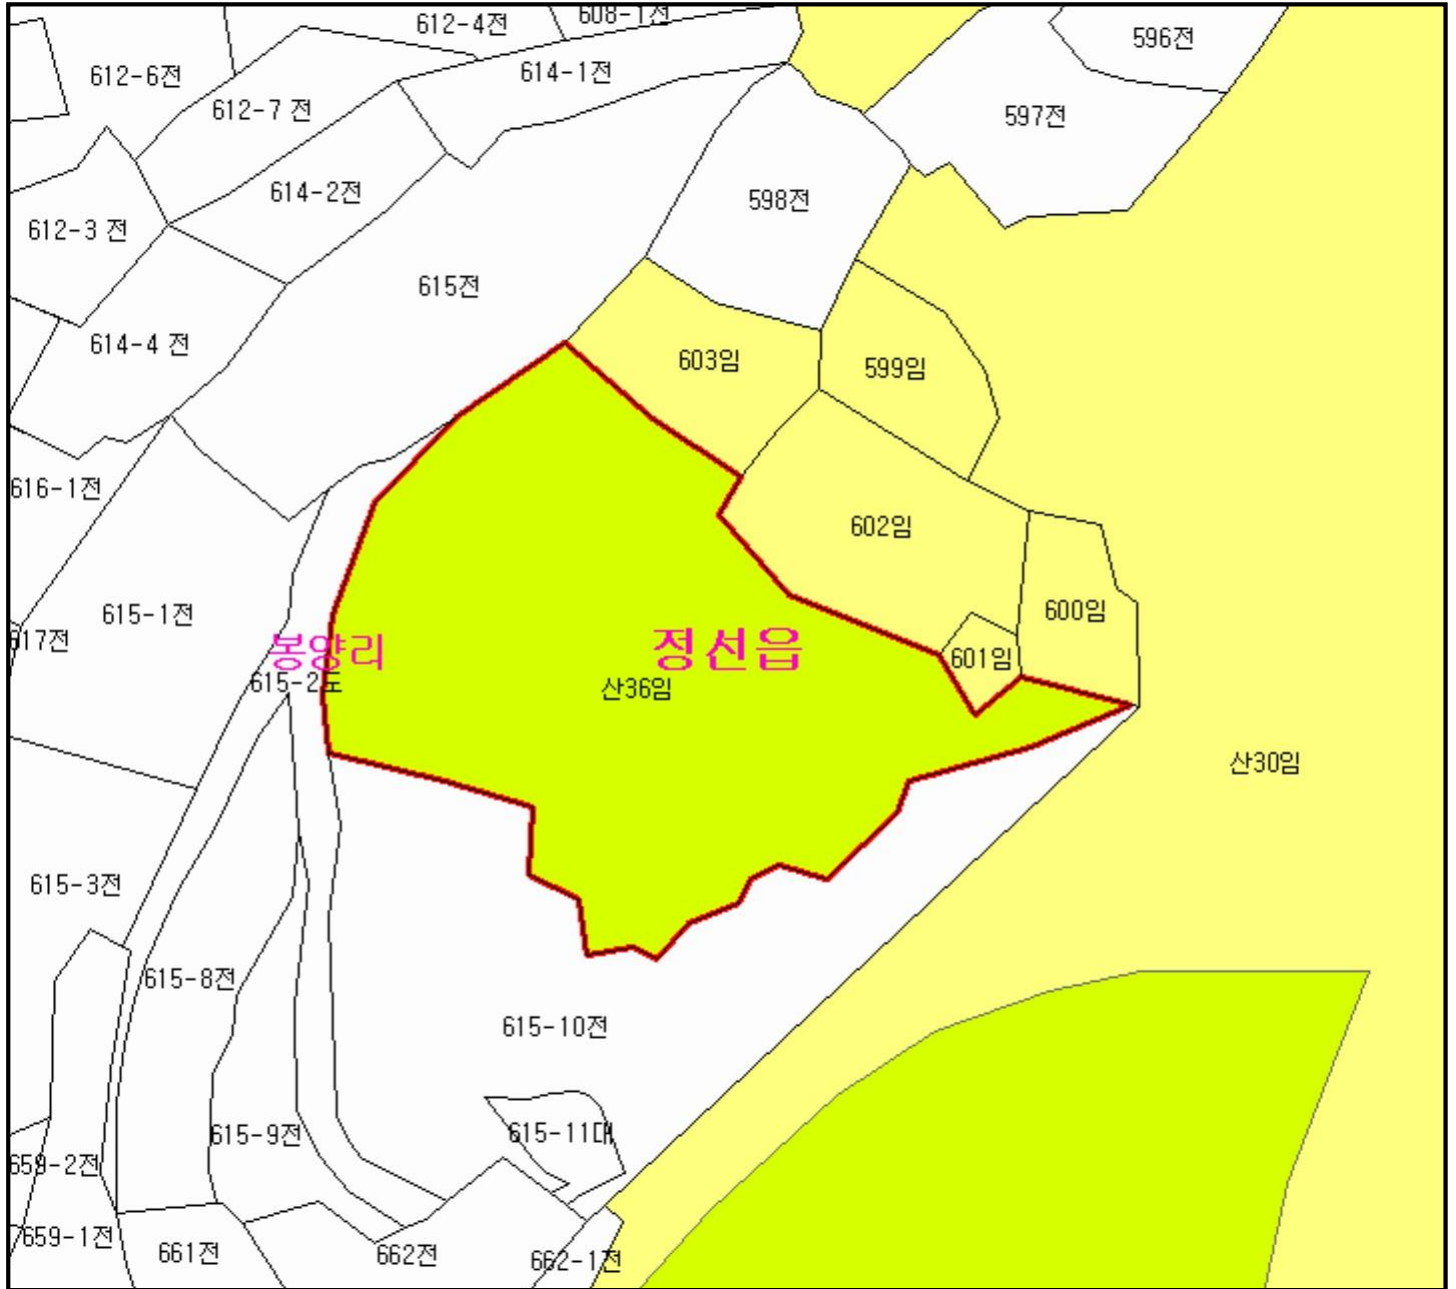 612-4전
608-1전
596전
612-6전
614-1전
612-7 전
597전
614-2전
598전
612-3 전
615전
614-4 전
603임
599임
616-1전
602임
615-1전
600임
617전
봉양리
정선읍
601임
615-2도
산36임
산30임
615-3전
615-8전
615-10전
615-9전
615-11대
659-2전
659-1전
661전
662전
662-1전